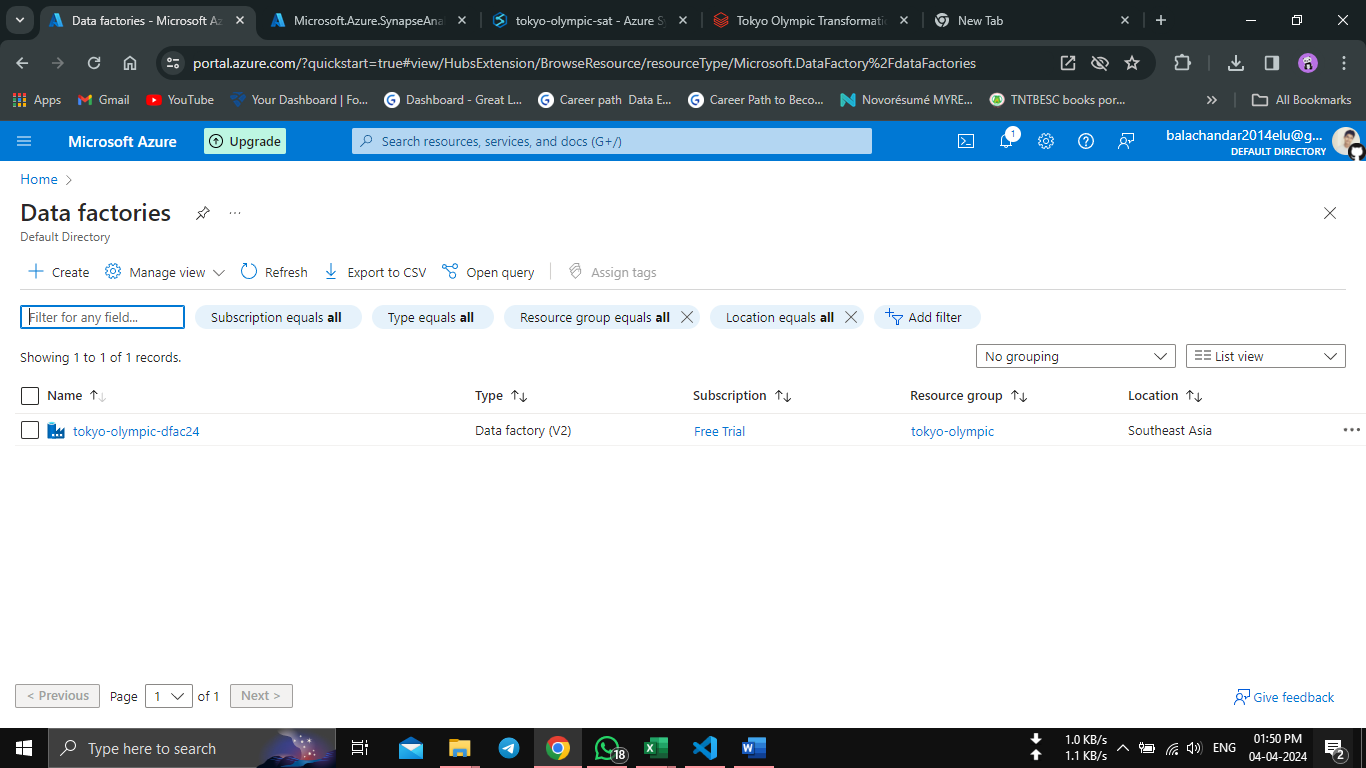 Data factories - Microsoft Az
Microsoft.Azure.SynapseAnal
tokyo-olympic-sat - Azure Sy
Tokyo Olympic Transformati
New Tab
portal.azure.com/?quickstart=true#view/HubsExtension/BrowseResource/resourceType/Microsoft.DataFactory%2FdataFactories
Apps
Gmail
YouTube
Your Dashboard | Fo...
Dashboard - Great L...
Career path Data E...
Career Path to Beco...
Novorésumé MYRE...
TNTBESC books por...
»
All Bookmarks
Microsoft Azure
Upgrade
Search resources, services, and docs (G+/)
1
balachandar2014elu@g...
DEFAULT DIRECTORY
Home
Data factories
...
Default Directory
Create
Manage view
Refresh
Export to CSV
Open query
Assign tags
Filter for any field...
Subscription equals all
Type equals all
Resource group equals all
Location equals all
Add filter
Showing 1 to 1 of 1 records.
No grouping
List view
Name
Type
Subscription
Resource group
Location
tokyo-olympic-dfac24
Data factory (V2)
Free Trial
tokyo-olympic
Southeast Asia
< Previous
Page
1
of 1
Next >
Give feedback
Type here to search
18
1.0 KB/s
1.1 KB/s
ENG
01:50 PM
04-04-2024
2